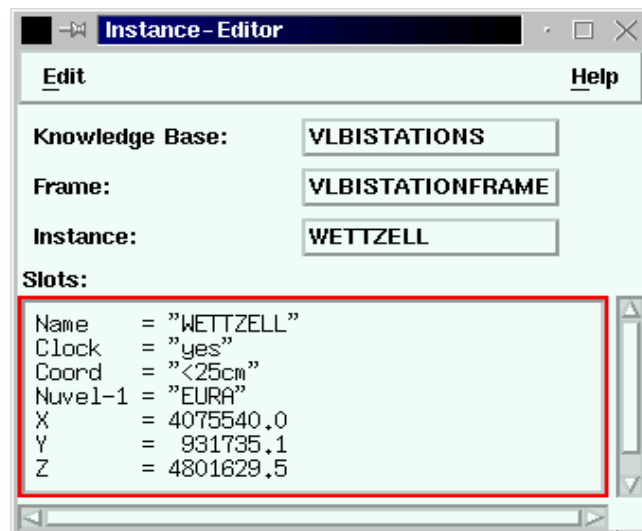 Instance-Editor
Edit Help
Knowledge Base: VLBISTATIONS
Frame: VLBISTATIONFRAME
Instance: WETTZELL
Slots:
Name = "WETTZELL"
Clock = "yes"
Coord = "<25cm"
Nuvel-1 = "EURA"
X = 4075540.0
Y = 931735.1
Z = 4801629.5